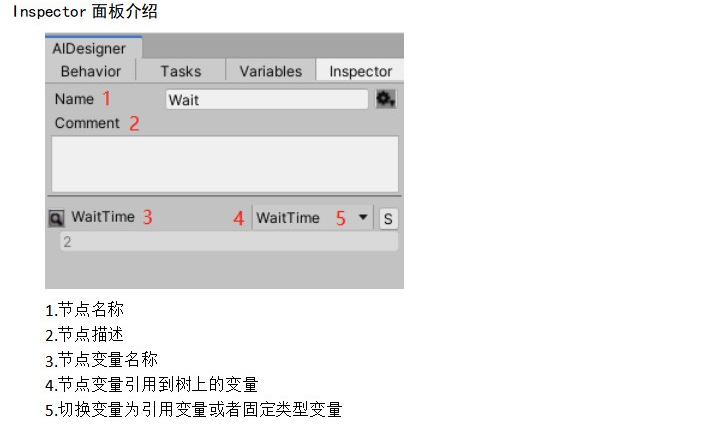 Inspector 面板介绍
AIDesigner
Behavior Tasks Variables Inspector
Name 1 Wait
Comment 2
WaitTime 3 4 WaitTime 5 S
2
1.节点名称
2.节点描述
3.节点变量名称
4.节点变量引用到树上的变量
5.切换变量为引用变量或者固定类型变量